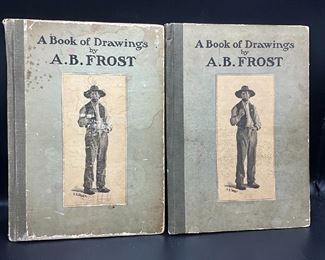 A Book of Drawings
by
A.B. FROST
A Book of Drawings
by
A.B. FROST